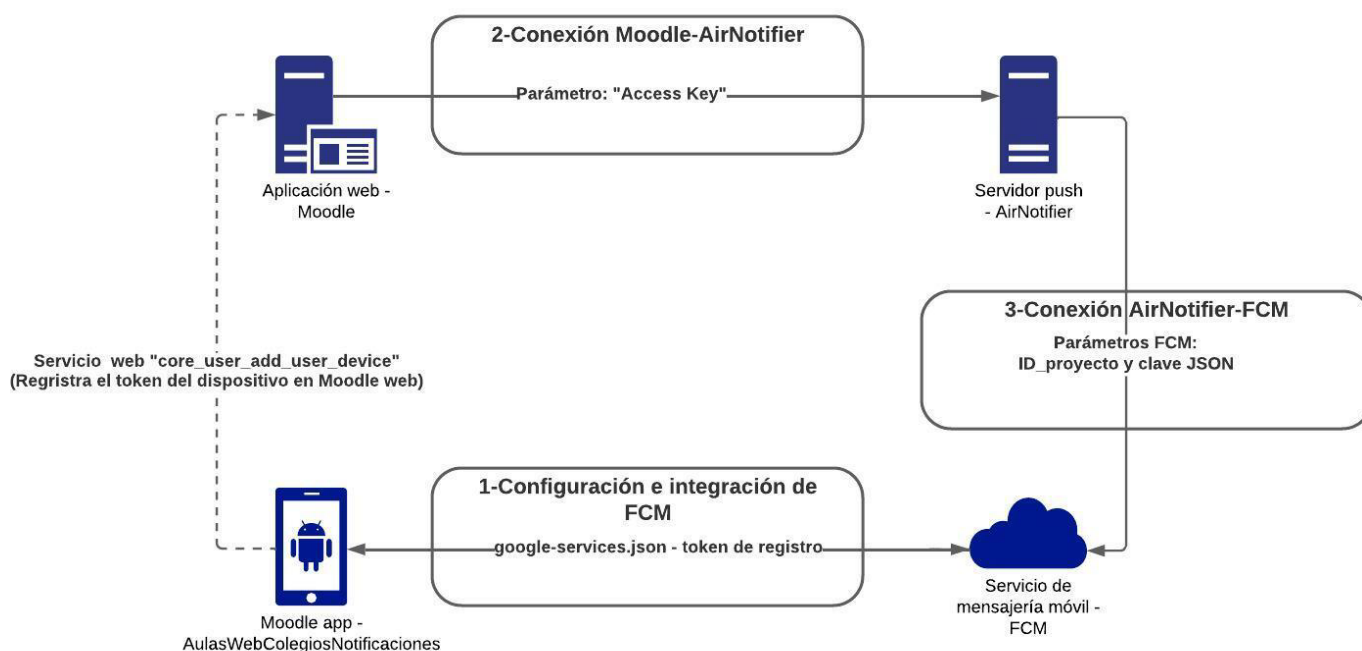 2-Conexión Moodle-AirNotifier
Parámetro: "Access Key"
Aplicación web -
Moodle
Servidor push
- AirNotifier
3-Conexión AirNotifier-FCM
Parámetros FCM:
ID_proyecto y clave JSON
Servicio web "core_user_add_user_device"
(Regristra el token del dispositivo en Moodle web)
1-Configuración e integración de
FCM
google-services.json - token de registro
Moodle app -
AulasWebColegiosNotificaciones
Servicio de
mensajería móvil -
FCM